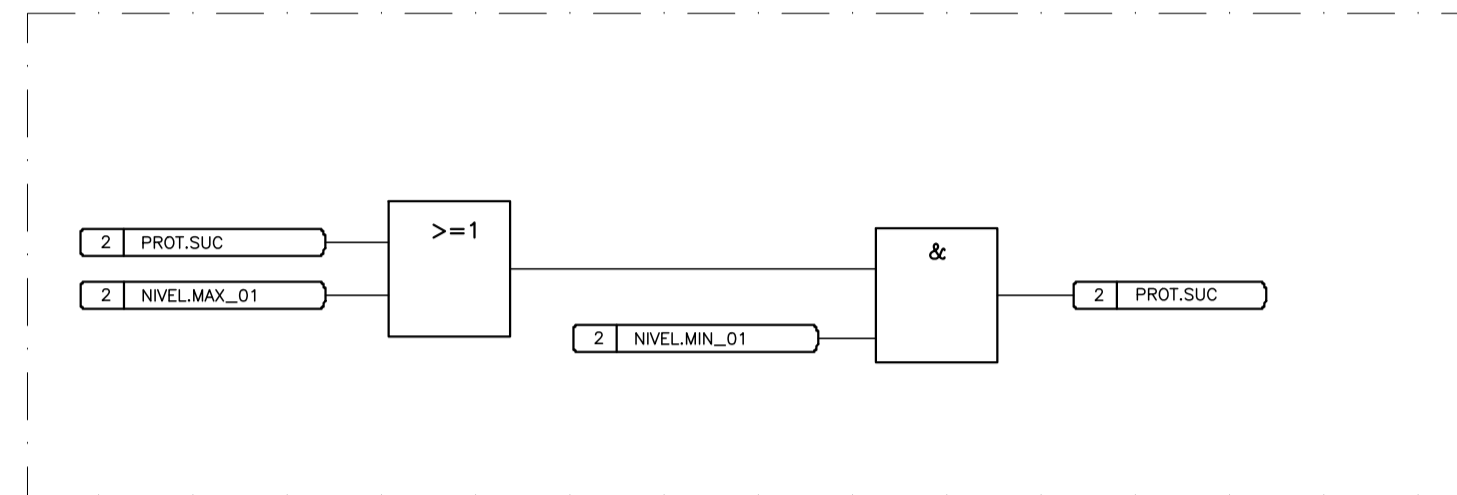 >=1
2 PROT.SUC
&
2 NIVEL.MAX_01
2 PROT.SUC
2 NIVEL.MIN_01